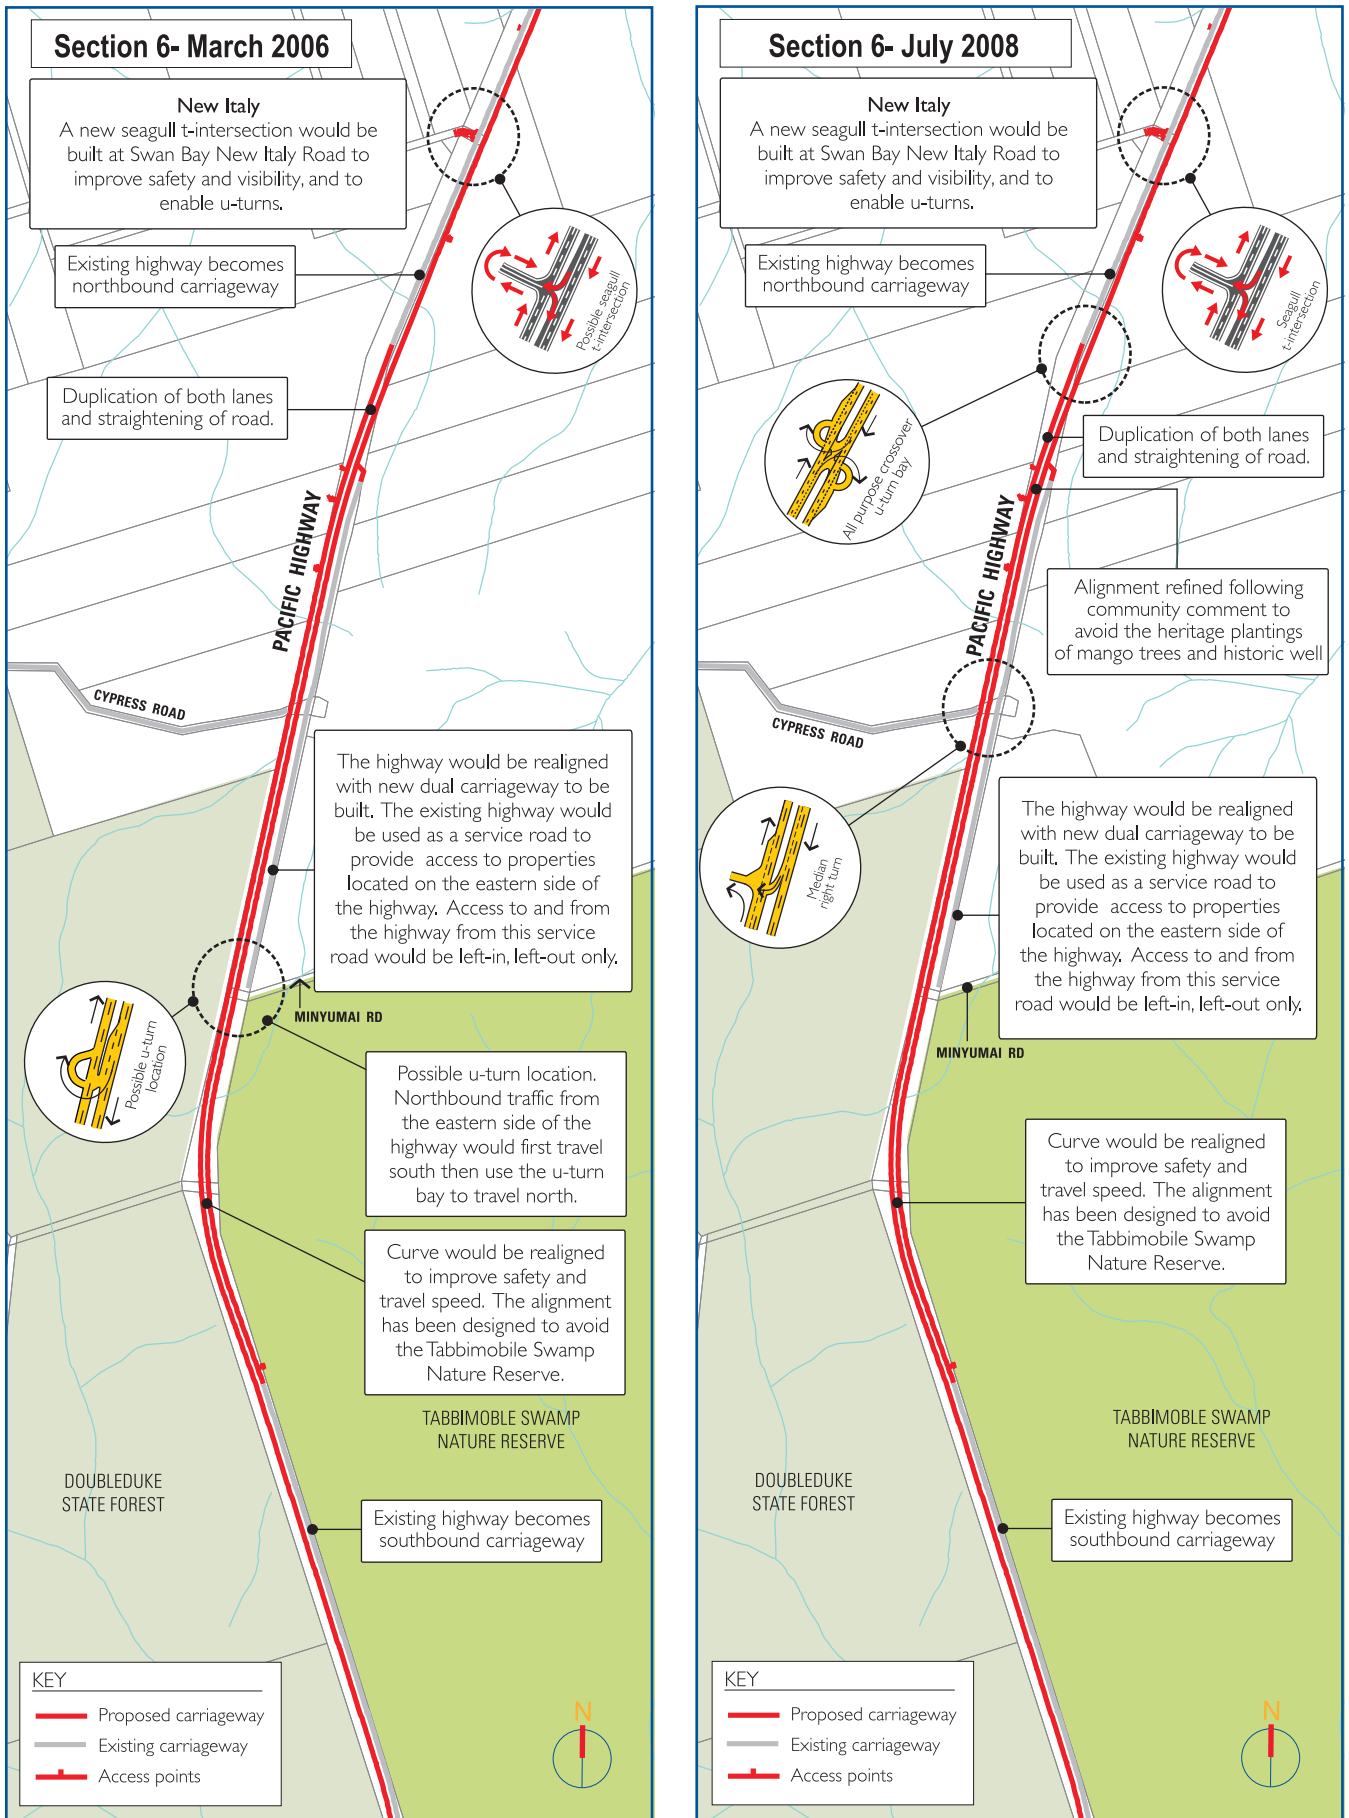 Section 6- March 2006
New Italy
A new seagull t-intersection would be
built at Swan Bay New Italy Road to
improve safety and visibility, and to
enable u-turns.
Existing highway becomes
northbound carriageway
Possible seagull
t-intersection
Duplication of both lanes
and straightening of road.
PACIFIC HIGHWAY
CYPRESS ROAD
The highway would be realigned
with new dual carriageway to be
built. The existing highway would
be used as a service road to
provide access to properties
located on the eastern side of
the highway. Access to and from
the highway from this service
road would be left-in, left-out only.
MINYUMAI RD
Possible u-turn
location
Possible u-turn location.
Northbound traffic from
the eastern side of the
highway would first travel
south then use the u-turn
bay to travel north.
Curve would be realigned
to improve safety and
travel speed. The alignment
has been designed to avoid
the Tabbimobile Swamp
Nature Reserve.
TABBIMOBLE SWAMP
NATURE RESERVE
DOUBLEDUKE
STATE FOREST
Existing highway becomes
southbound carriageway
KEY
Proposed carriageway
Existing carriageway
Access points
N
Section 6- July 2008
New Italy
A new seagull t-intersection would be
built at Swan Bay New Italy Road to
improve safety and visibility, and to
enable u-turns.
Existing highway becomes
northbound carriageway
Seagull
t-intersection
All purpose crossover
u-turn bay
Duplication of both lanes
and straightening of road.
PACIFIC HIGHWAY
Alignment refined following
community comment to
avoid the heritage plantings
of mango trees and historic well
CYPRESS ROAD
Median
right turn
The highway would be realigned
with new dual carriageway to be
built. The existing highway would
be used as a service road to
provide access to properties
located on the eastern side of
the highway. Access to and from
the highway from this service
road would be left-in, left-out only.
MINYUMAI RD
Curve would be realigned
to improve safety and
travel speed. The alignment
has been designed to avoid
the Tabbimobile Swamp
Nature Reserve.
TABBIMOBLE SWAMP
NATURE RESERVE
DOUBLEDUKE
STATE FOREST
Existing highway becomes
southbound carriageway
KEY
Proposed carriageway
Existing carriageway
Access points
N